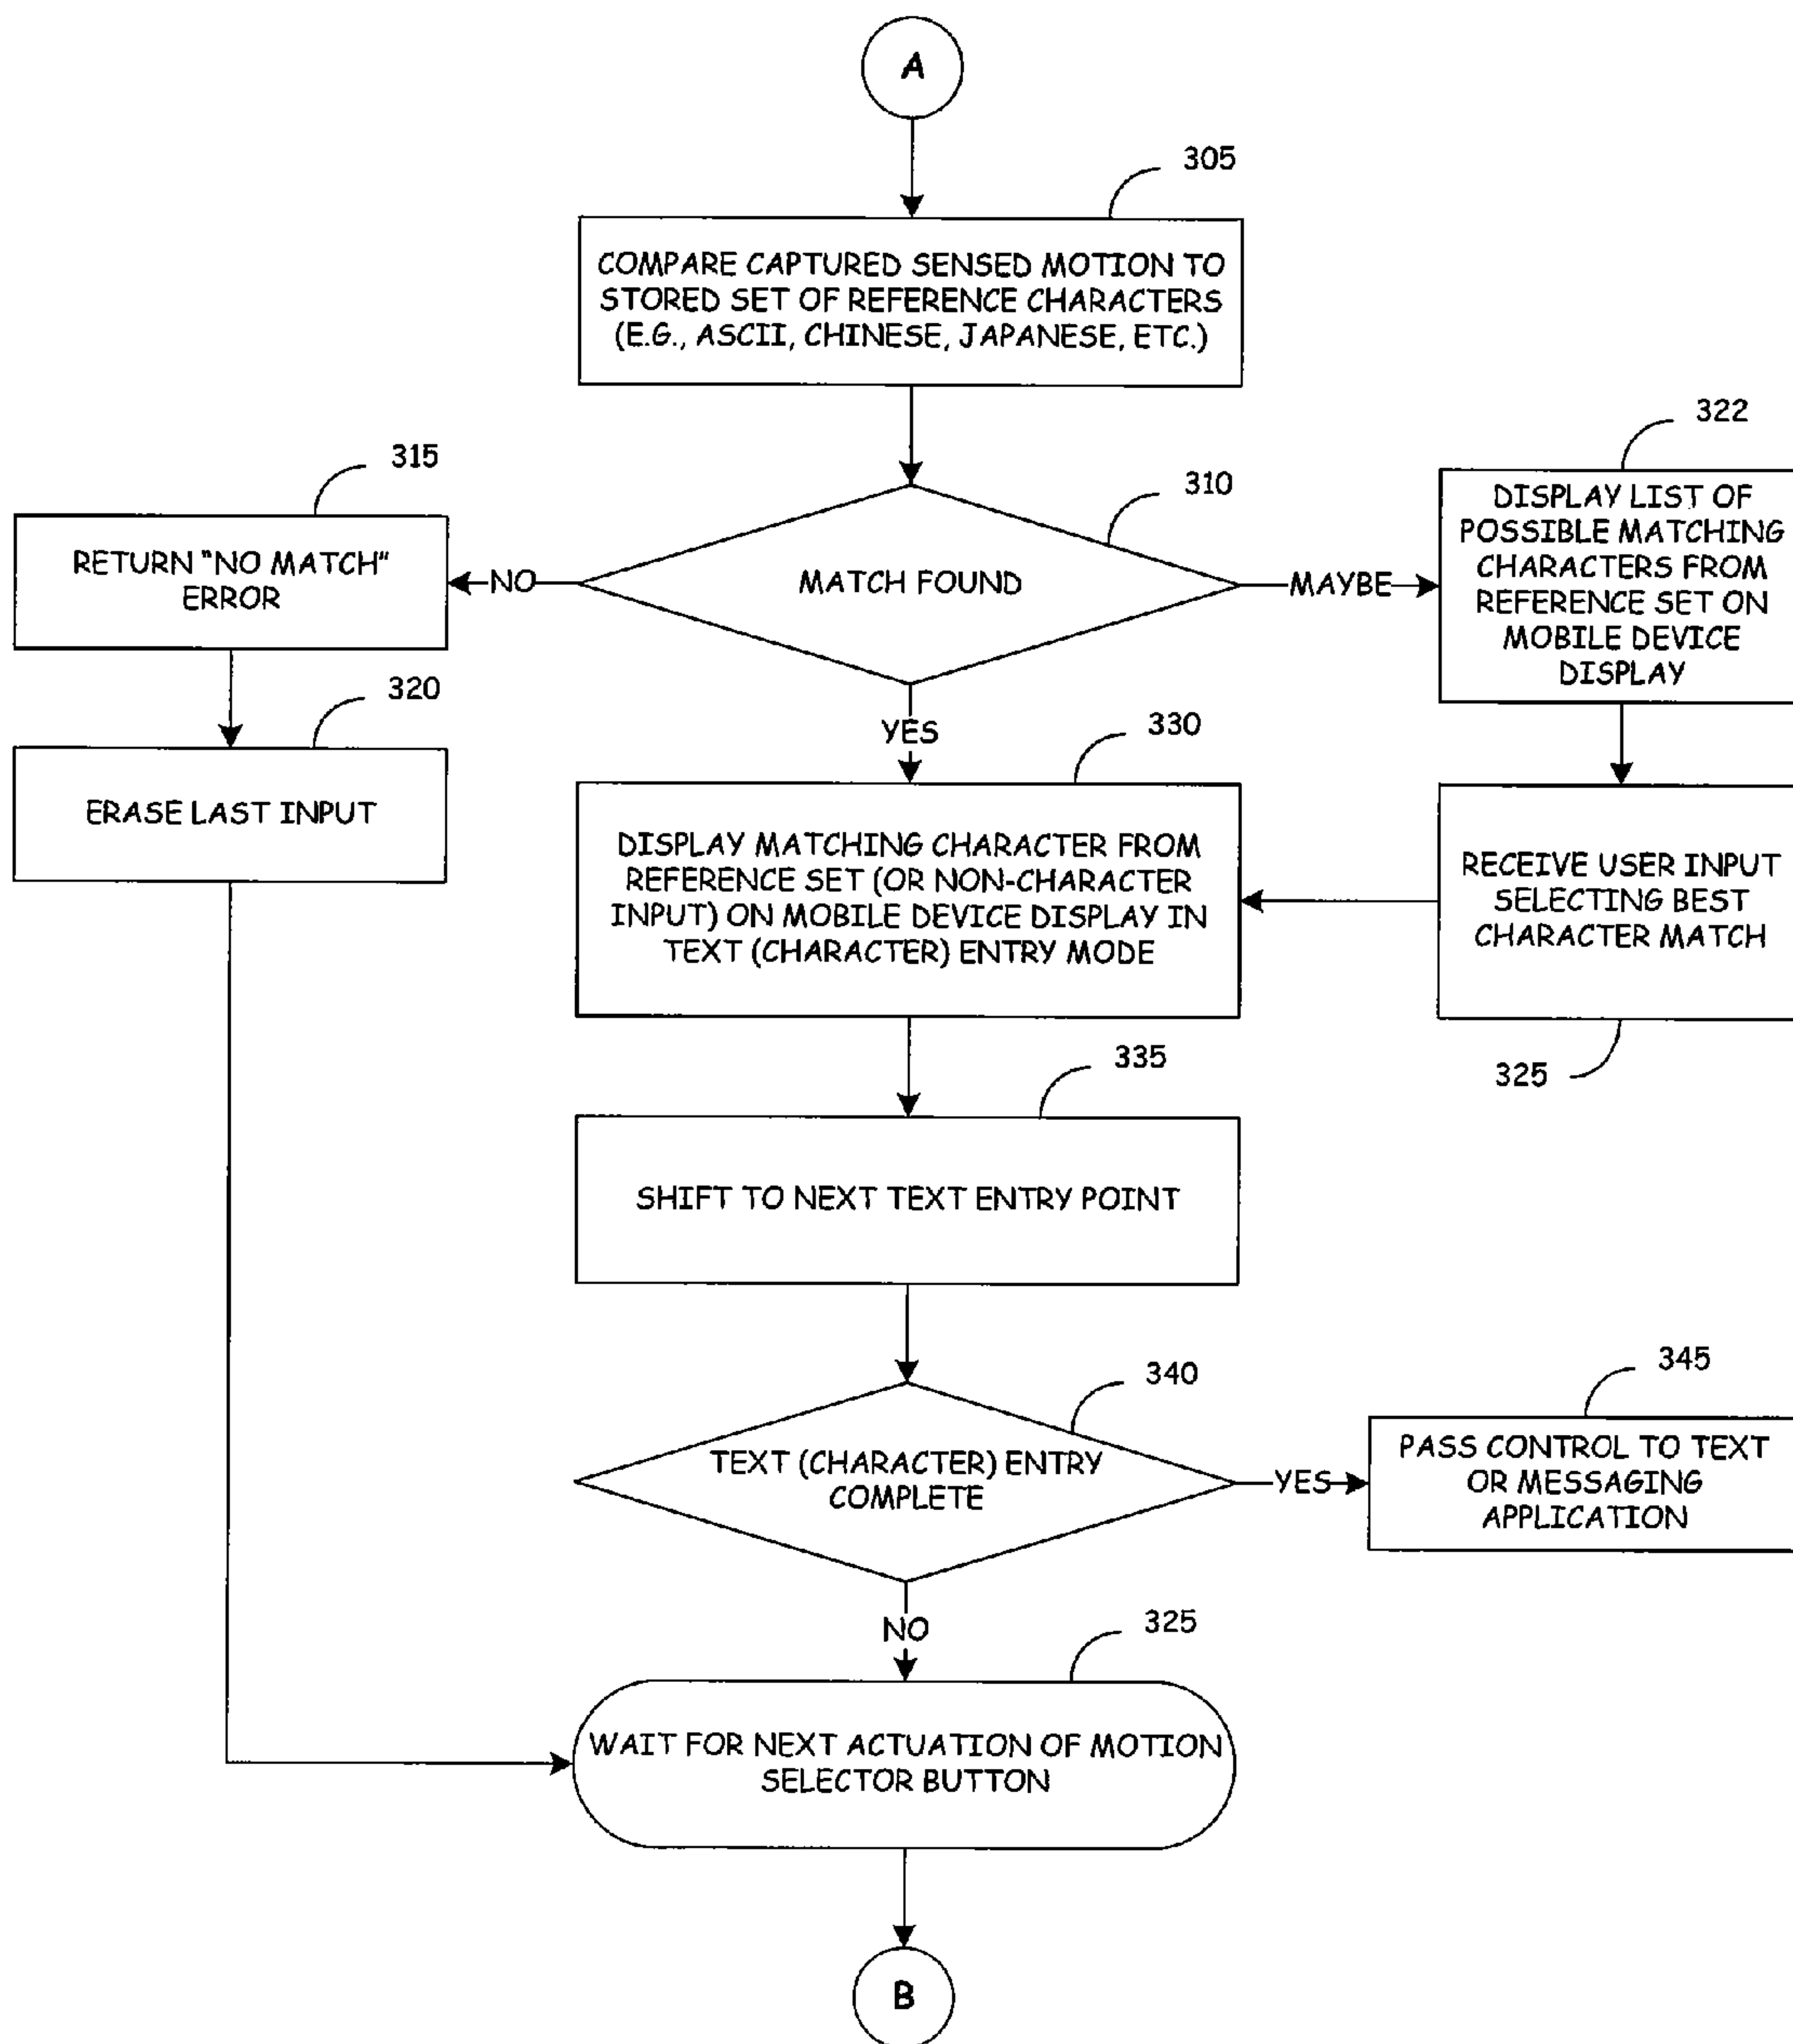 A
305
COMPARE CAPTURED SENSED MOTION TO
STORED SET OF REFERENCE CHARACTERS
(E.G., ASCII, CHINESE, JAPANESE, ETC.)
310
MATCH FOUND
NO
315
RETURN "NO MATCH"
ERROR
320
ERASE LAST INPUT
MAYBE
322
DISPLAY LIST OF
POSSIBLE MATCHING
CHARACTERS FROM
REFERENCE SET ON
MOBILE DEVICE
DISPLAY
RECEIVE USER INPUT
SELECTING BEST
CHARACTER MATCH
325
YES
330
DISPLAY MATCHING CHARACTER FROM
REFERENCE SET (OR NON-CHARACTER
INPUT) ON MOBILE DEVICE DISPLAY IN
TEXT (CHARACTER) ENTRY MODE
335
SHIFT TO NEXT TEXT ENTRY POINT
340
TEXT (CHARACTER) ENTRY
COMPLETE
YES
345
PASS CONTROL TO TEXT
OR MESSAGING
APPLICATION
NO
325
WAIT FOR NEXT ACTUATION OF MOTION
SELECTOR BUTTON
B